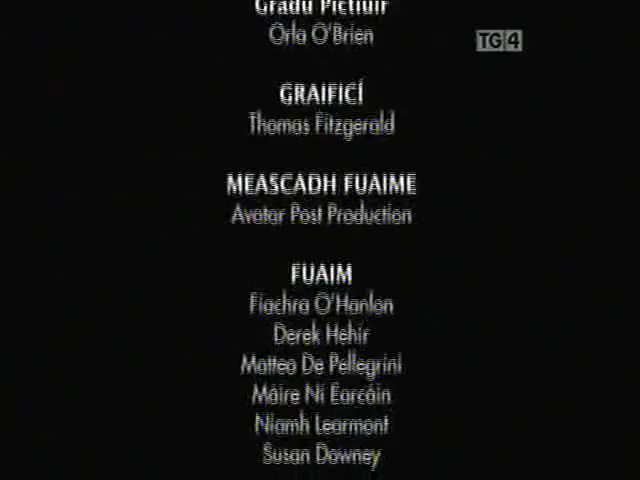 Grádú Pictiúir
Orla O'Brien
TG4
GRAIFICÍ
Thomas Fitzgerald
MEASCADH FUAIME
Avatar Post Production
FUAIM
Fiachra O'Hanlon
Derek Hehir
Matteo De Pellegrini
Máire Ní Earcáin
Niamh Learmont
Susan Downey